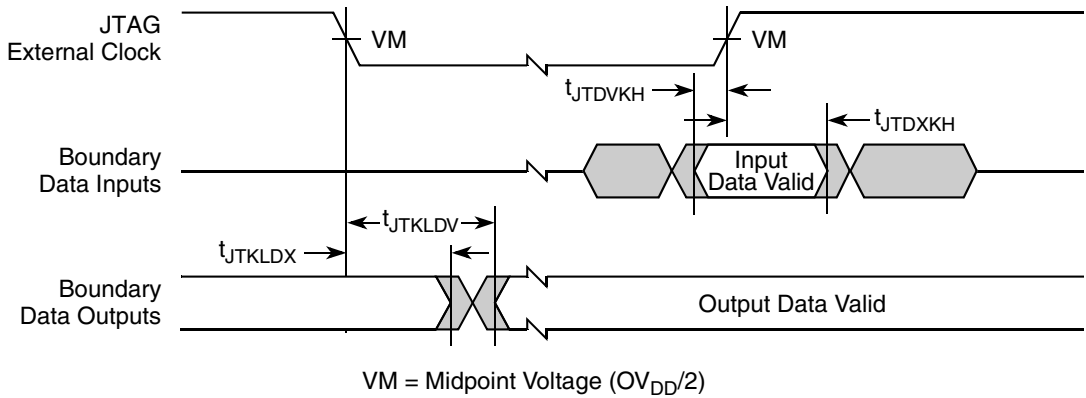 JTAG
External Clock
VM
VM
tJTDVKH
tJTDXKH
Boundary
Data Inputs
Input
Data Valid
tJTKLDV
tJTKLDX
Boundary
Data Outputs
Output Data Valid
VM = Midpoint Voltage (OVDD/2)